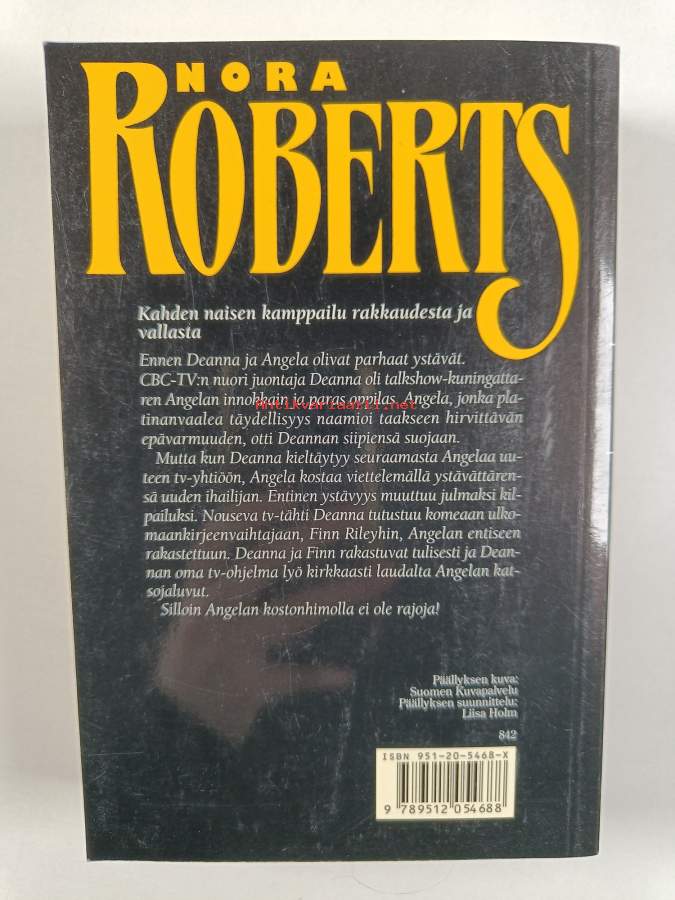 NORA
ROBERTS
Kahden naisen kamppailu rakkaudesta ja
vallasta
Ennen Deanna ja Angela olivat parhaat ystävät.
CBC-TV:n nuori juontaja Deanna oli talkshow-kuningatta-
ren Angelan innokkain ja paras oppilas. Angela, jonka pla-
Antikvariaatti.net
tinanvaalea täydellisyys naamioi taakseen hirvittävän
epävarmuuden, otti Deannan siipiensä suojaan.
Mutta kun Deanna kieltäytyy seuraamasta Angelaa uu-
teen tv-yhtiöön, Angela kostaa viettelemällä ystävättären-
sä uuden ihailijan. Entinen ystävyys muuttuu julmaksi kil-
pailuksi. Nouseva tv-tähti Deanna tutustuu komeaan ulko-
maankirjeenvaihtajaan, Finn Rileyhin, Angelan entiseen
rakastettuun. Deanna ja Finn rakastuvat tulisesti ja Dean-
nan oma tv-ohjelma lyö kirkkaasti laudalta Angelan kat-
sojaluvut.
Silloin Angelan kostonhimolla ei ole rajoja!
Päällyksen kuva:
Suomen Kuvapalvelu
Päällyksen suunnittelu:
Liisa Holm
842
ISBN 951-20-5468-X
9 789512 054688